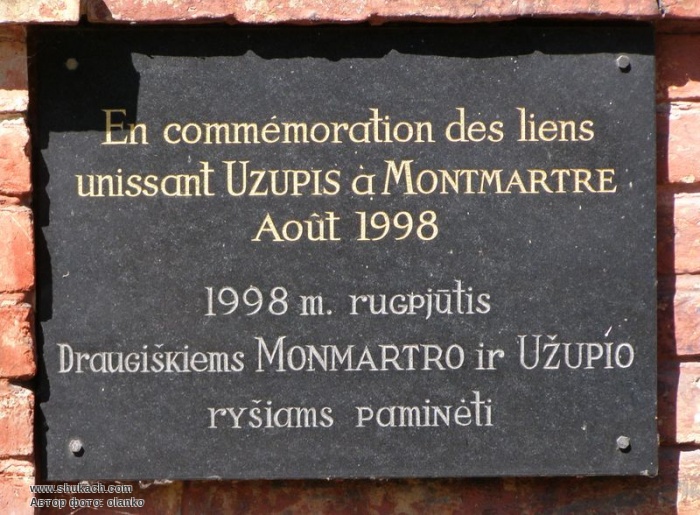 En commémoration des liens
unissant UZUPIS à MONTMARTRE
Août 1998
1998 m. rugpjūtis
Draugiškiems MONMARTRO ir UŽUPÍO
ryšiams paminėti
www.shukach.com
Автор фото: olanko